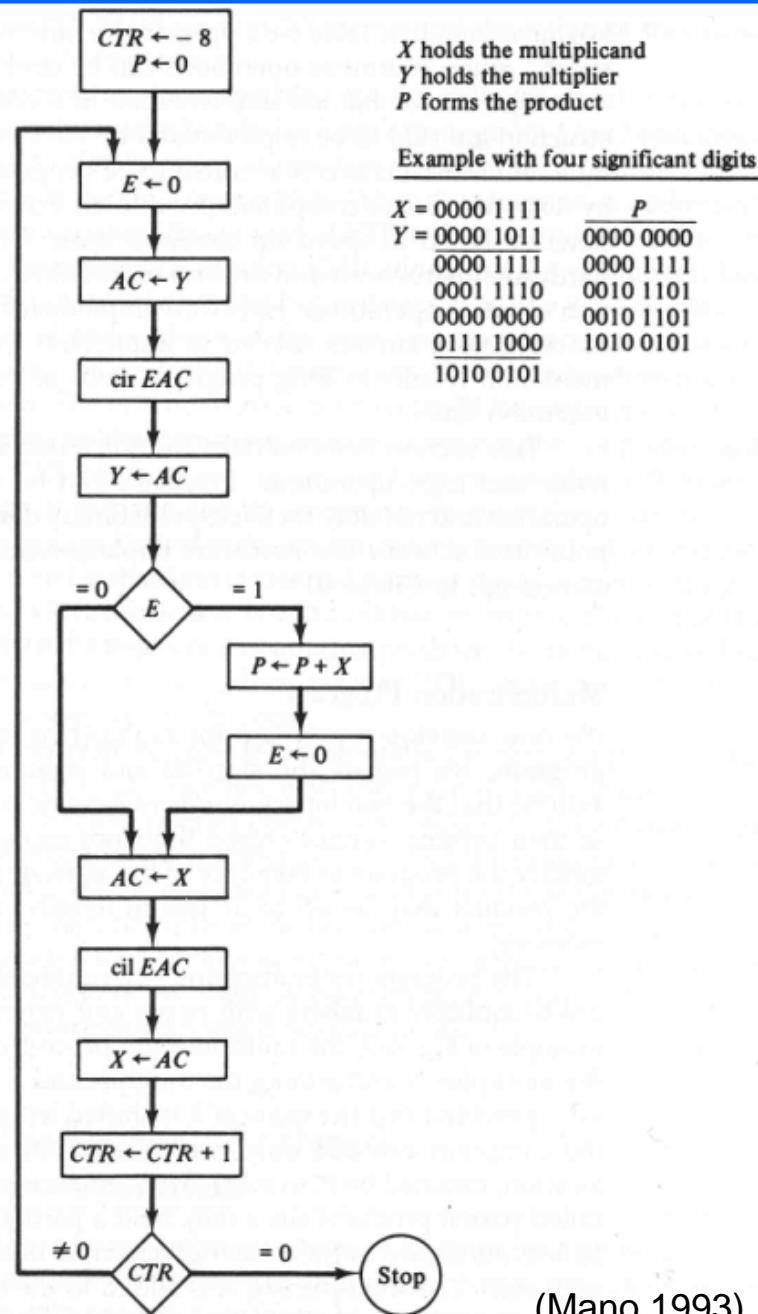 CTR ← - 8
P ← 0
X holds the multiplicand
Y holds the multiplier
P forms the product
Example with four significant digits
X = 0000 1111 P
Y = 0000 1011 0000 0000
0000 1111 0000 1111
0001 1110 0010 1101
0000 0000 0010 1101
0111 1000 1010 0101
1010 0101
E ← 0
AC ← Y
cir EAC
Y ← AC
= 0 E = 1
P ← P + X
E ← 0
AC ← X
cil EAC
X ← AC
CTR ← CTR + 1
≠ 0 CTR = 0 Stop
(Mano 1993)